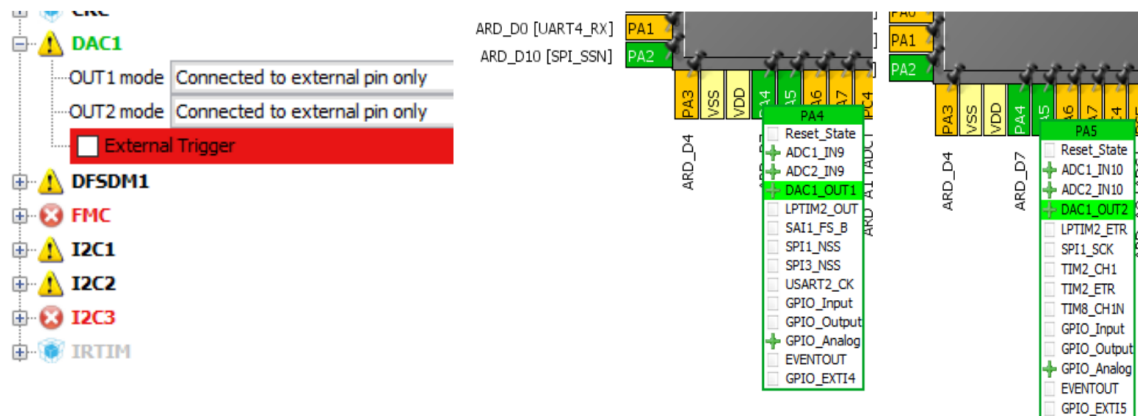 CRC
DAC1
OUT1 mode Connected to external pin only
OUT2 mode Connected to external pin only
External Trigger
DFSDM1
FMC
I2C1
I2C2
I2C3
IRTIM
ARD_D0 [UART4_RX] PA1
ARD_D10 [SPI_SSN] PA2
PA3
VSS
VDD
ARD_D4
PA4
Reset_State
ADC1_IN9
ADC2_IN9
DAC1_OUT1
LPTIM2_OUT
SAI1_FS_B
SPI1_NSS
SPI3_NSS
USART2_CK
GPIO_Input
GPIO_Output
GPIO_Analog
EVENTOUT
GPIO_EXTI4
PA1
PA2
PA3
VSS
VDD
PA4
ARD_D4
ARD_D7
PA5
Reset_State
ADC1_IN10
ADC2_IN10
DAC1_OUT2
LPTIM2_ETR
SPI1_SCK
TIM2_CH1
TIM2_ETR
TIM8_CH1N
GPIO_Input
GPIO_Output
GPIO_Analog
EVENTOUT
GPIO_EXTI5